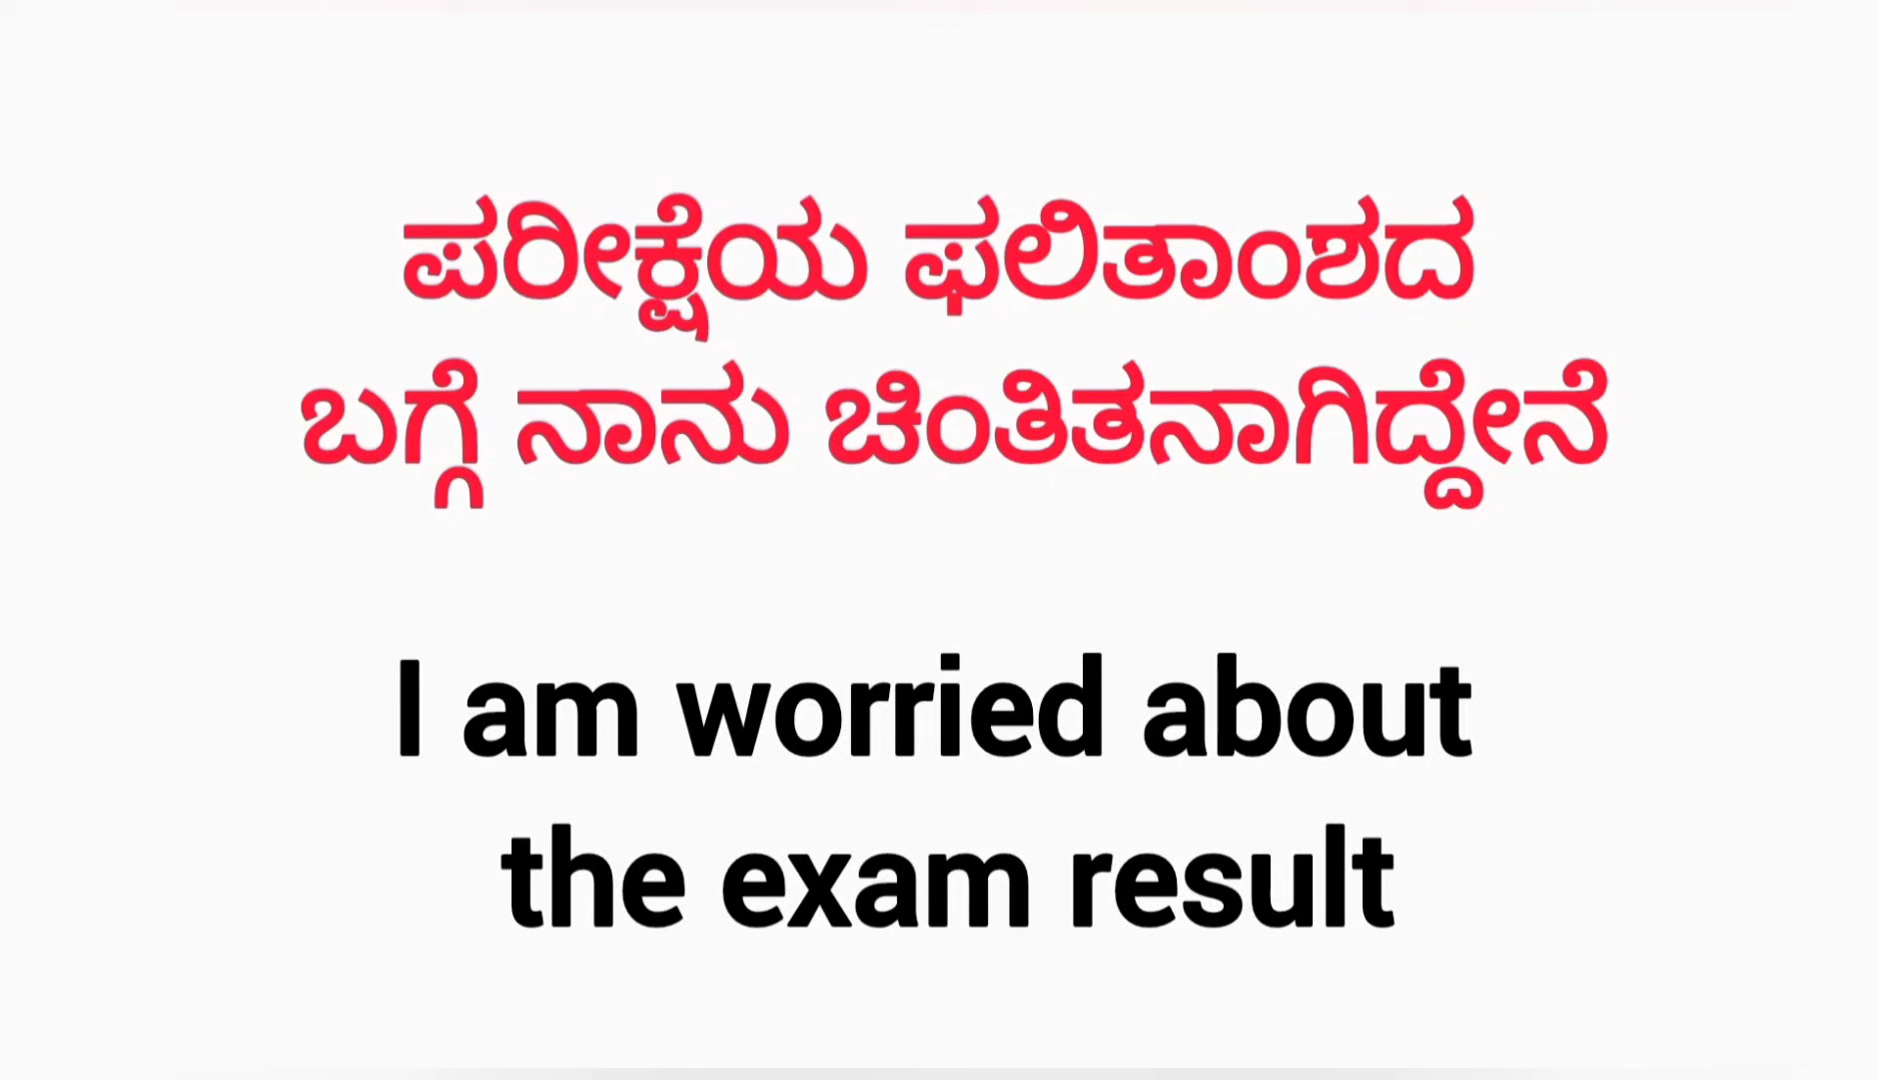 ಪರೀಕ್ಷೆಯ ಫಲಿತಾಂಶದ
ಬಗ್ಗೆ ನಾನು ಚಿಂತಿತನಾಗಿದ್ದೇನೆ
I am worried about
the exam result